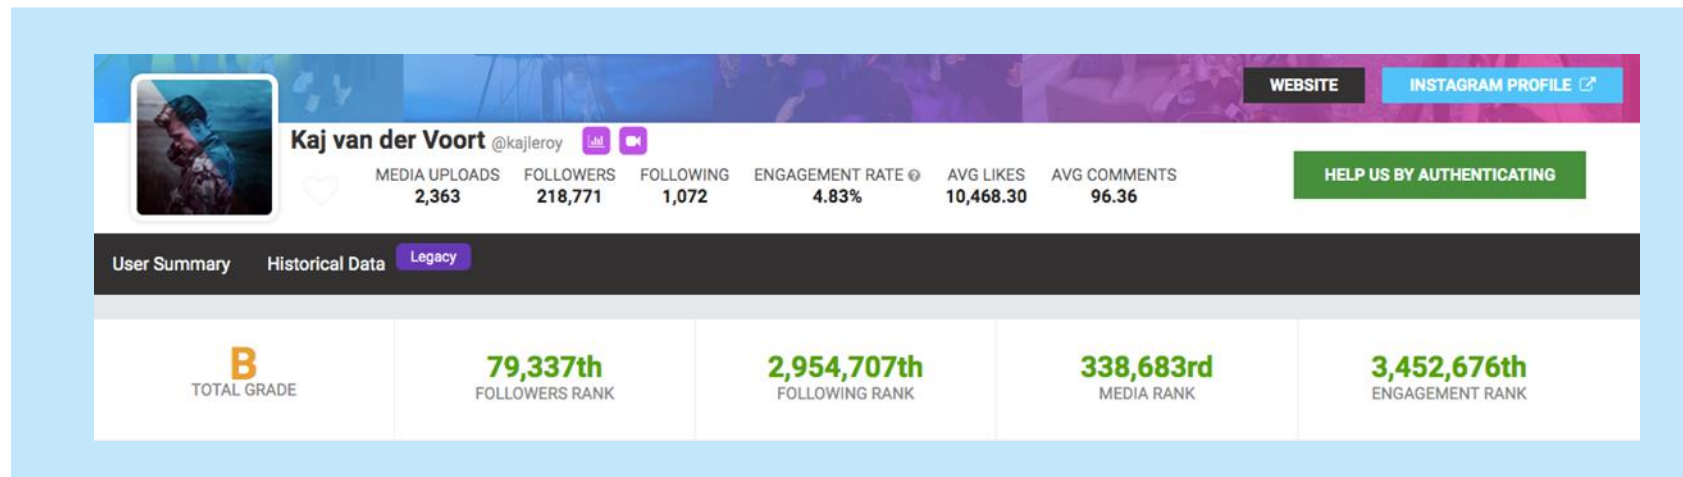 WEBSITE INSTAGRAM PROFILE
Kaj van der Voort @kajleroy
MEDIA UPLOADS FOLLOWERS FOLLOWING ENGAGEMENT RATE AVG LIKES AVG COMMENTS
2,363 218,771 1,072 4.83% 10,468.30 96.36
HELP US BY AUTHENTICATING
User Summary Historical Data Legacy
B 79,337th 2,954,707th 338,683rd 3,452,676th
TOTAL GRADE FOLLOWERS RANK FOLLOWING RANK MEDIA RANK ENGAGEMENT RANK